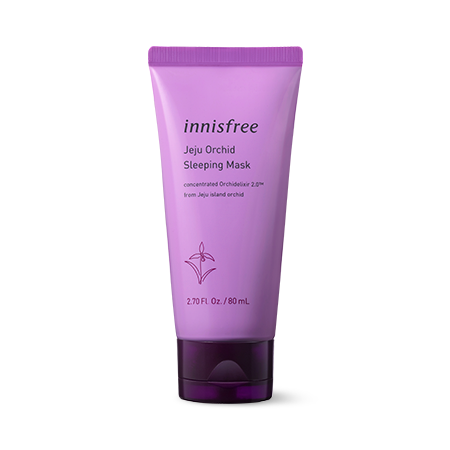 innisfree
Jeju Orchid
Sleeping Mask
concentrated Orchidelixir 2.0™
from Jeju island orchid
2.70 Fl. Oz. / 80 mL